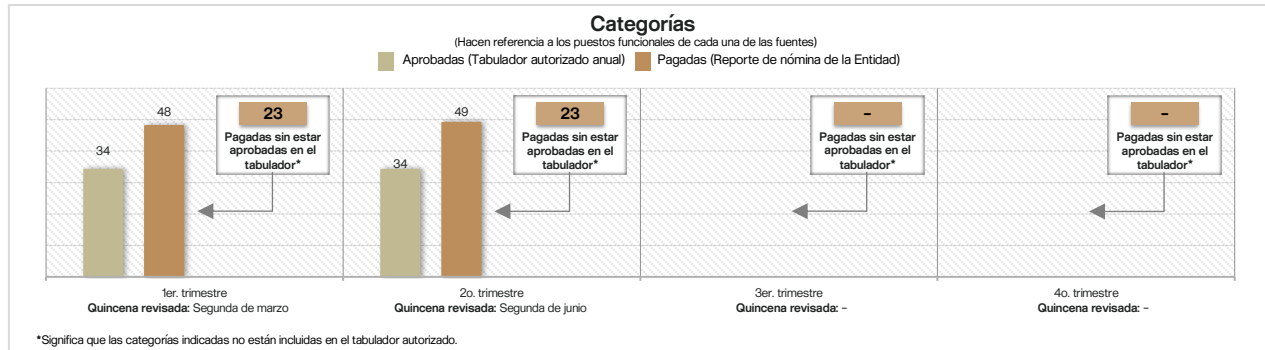 Categorías
(Hacen referencia a los puestos funcionales de cada una de las fuentes)
Aprobadas (Tabulador autorizado anual)
Pagadas (Reporte de nómina de la Entidad)
34
48
23
Pagadas sin estar
aprobadas en el
tabulador*
34
49
23
Pagadas sin estar
aprobadas en el
tabulador*
–
Pagadas sin estar
aprobadas en el
tabulador*
–
Pagadas sin estar
aprobadas en el
tabulador*
1er. trimestre
Quincena revisada: Segunda de marzo
2o. trimestre
Quincena revisada: Segunda de junio
3er. trimestre
Quincena revisada: –
4o. trimestre
Quincena revisada: –
*Significa que las categorías indicadas no están incluidas en el tabulador autorizado.